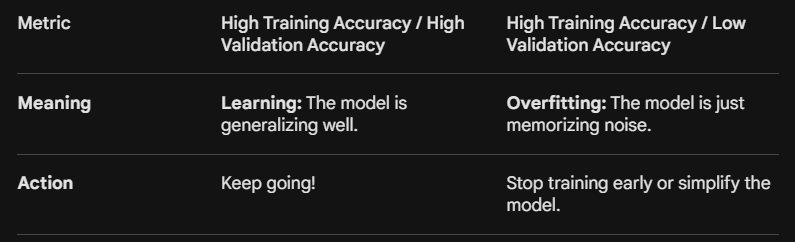 Metric
High Training Accuracy / High
Validation Accuracy
High Training Accuracy / Low
Validation Accuracy
Meaning
Learning: The model is
generalizing well.
Overfitting: The model is just
memorizing noise.
Action
Keep going!
Stop training early or simplify the
model.